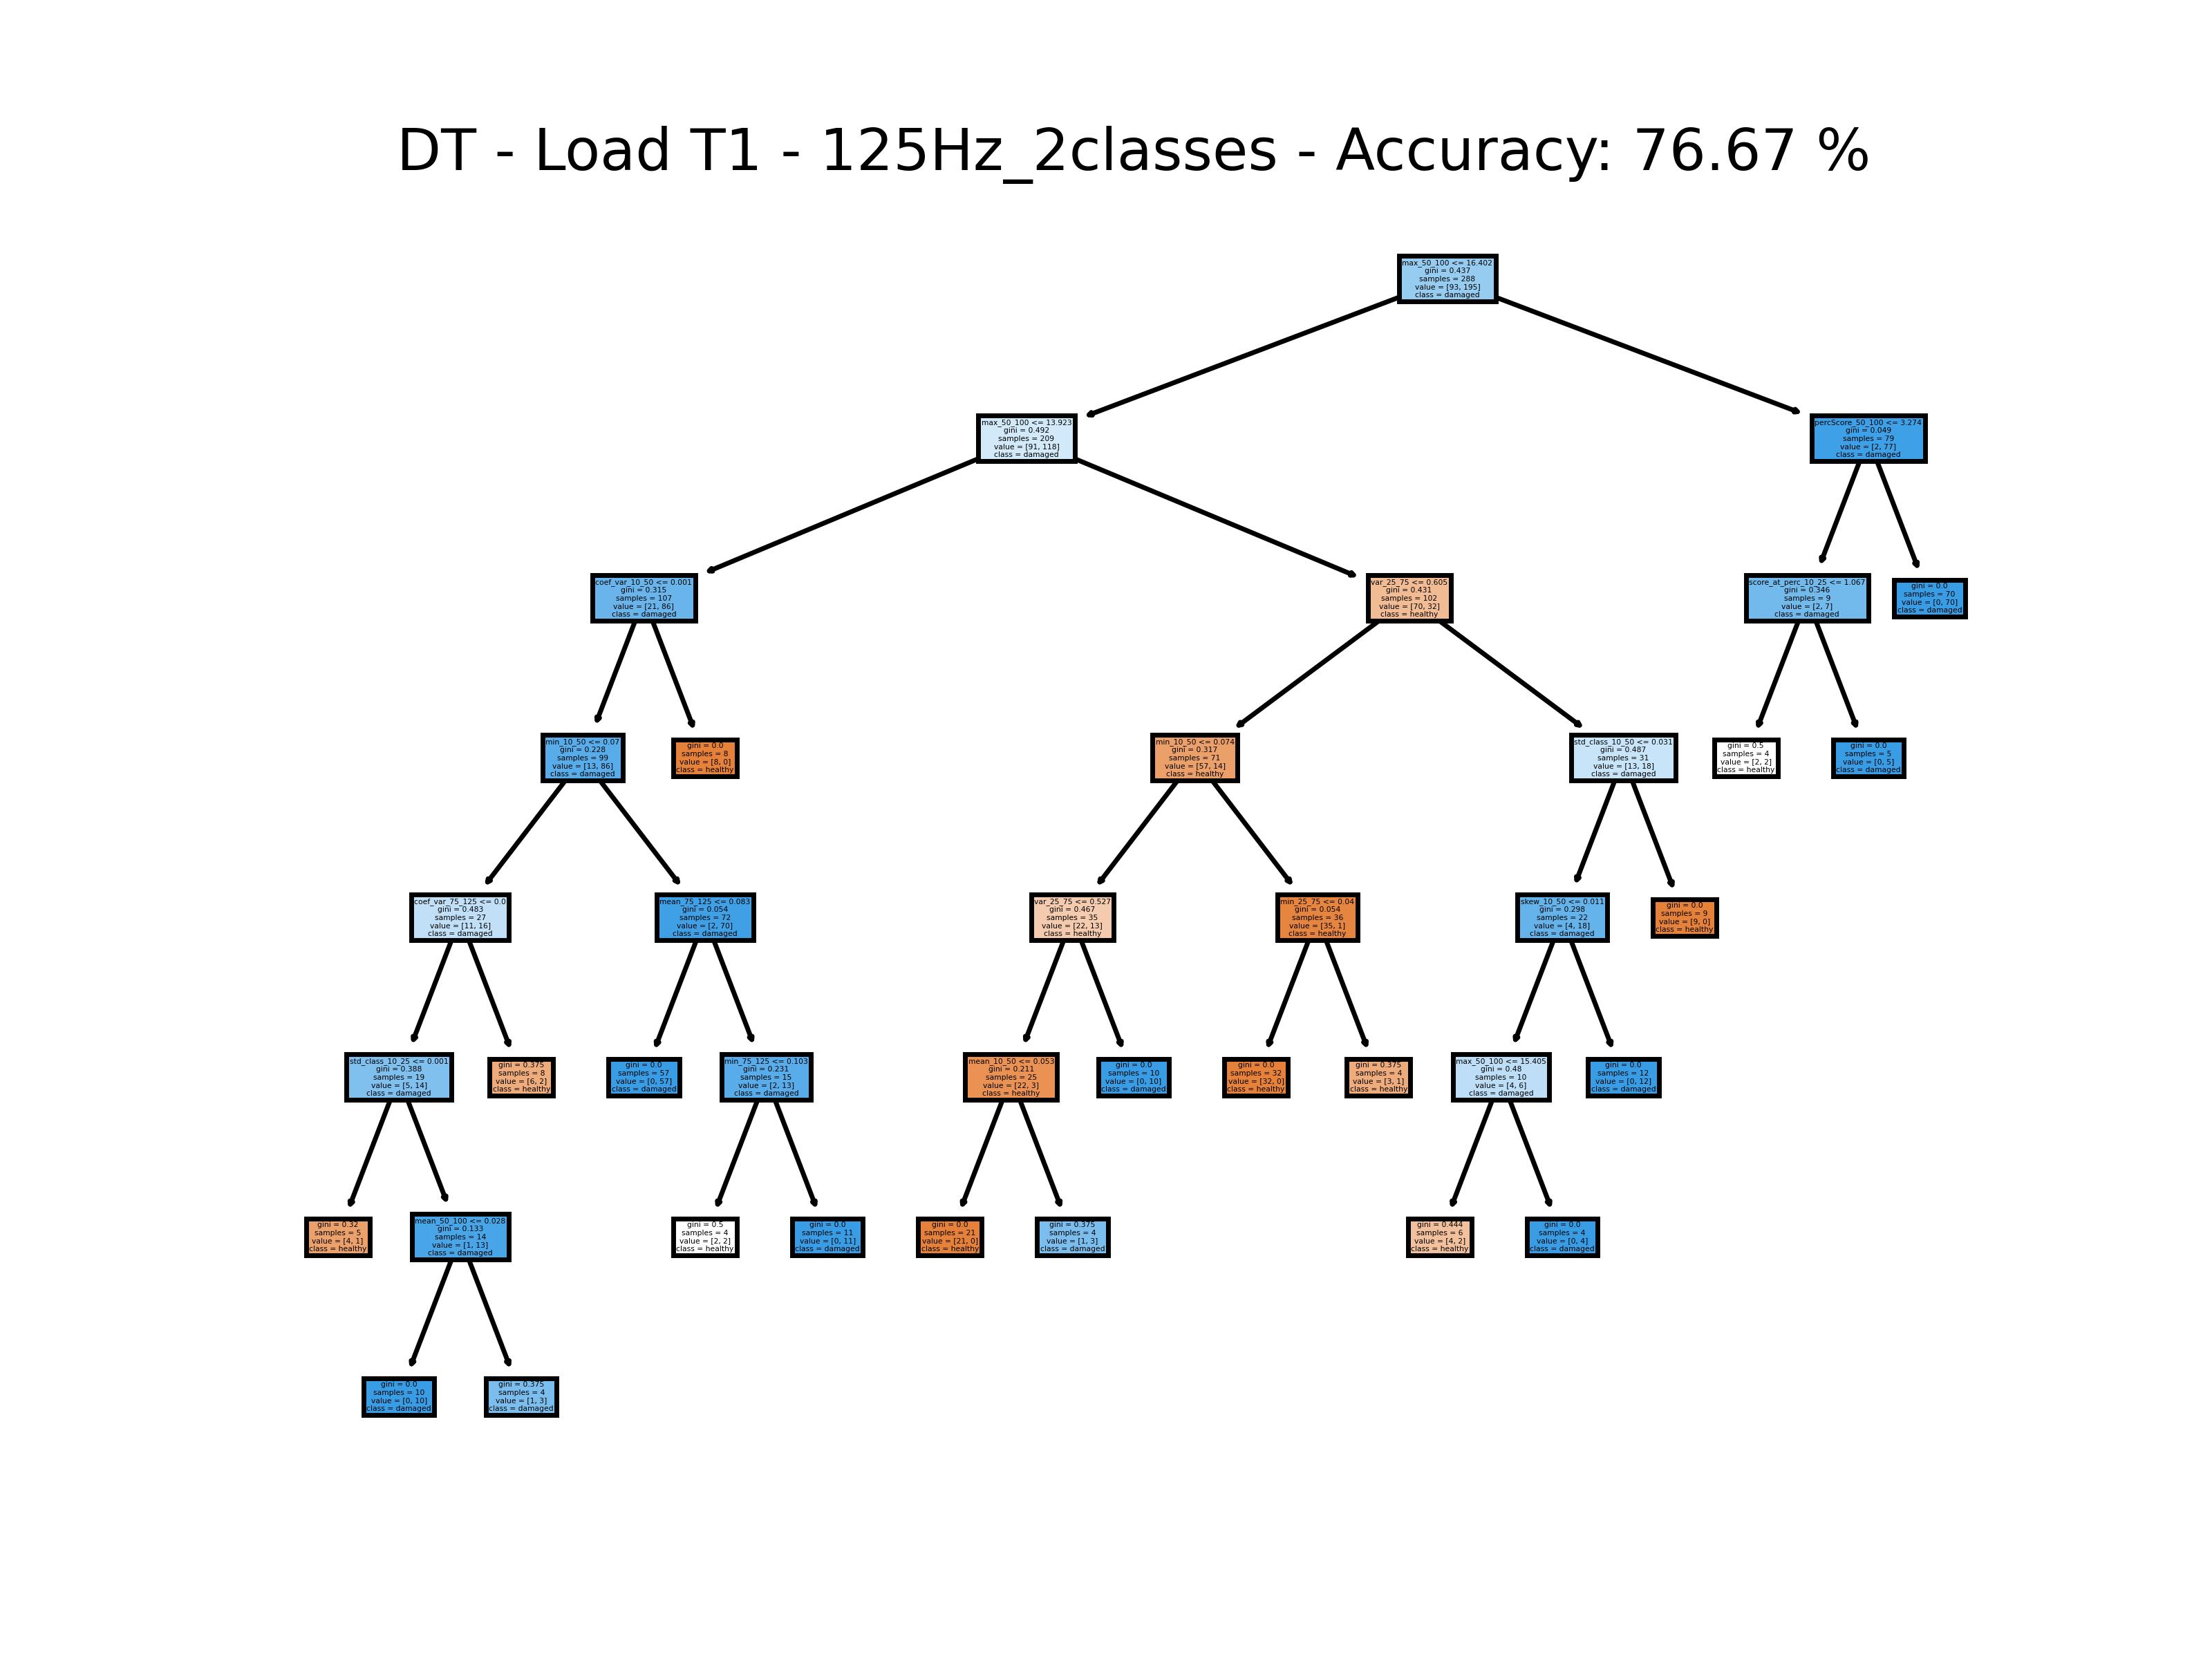 DT - Load T1 - 125Hz_2classes - Accuracy: 76.67 %
max_50_100 <= 16.402
gini = 0.437
samples = 288
value = [93, 195]
class = damaged
max_50_100 <= 13.923
gini = 0.492
samples = 209
value = [91, 118]
class = damaged
percScore_50_100 <= 3.274
gini = 0.049
samples = 79
value = [2, 77]
class = damaged
coef_var_10_50 <= 0.001
gini = 0.315
samples = 107
value = [21, 86]
class = damaged
var_25_75 <= 0.605
gini = 0.431
samples = 102
value = [70, 32]
class = healthy
score_at_perc_10_25 <= 1.067
gini = 0.346
samples = 9
value = [2, 7]
class = damaged
gini = 0.0
samples = 70
value = [0, 70]
class = damaged
min_10_50 <= 0.07
gini = 0.228
samples = 99
value = [13, 86]
class = damaged
gini = 0.0
samples = 8
value = [8, 0]
class = healthy
min_10_50 <= 0.074
gini = 0.317
samples = 71
value = [57, 14]
class = healthy
std_class_10_50 <= 0.031
gini = 0.487
samples = 31
value = [13, 18]
class = damaged
gini = 0.5
samples = 4
value = [2, 2]
class = healthy
gini = 0.0
samples = 5
value = [0, 5]
class = damaged
coef_var_75_125 <= 0.0
gini = 0.483
samples = 27
value = [11, 16]
class = damaged
mean_75_125 <= 0.083
gini = 0.054
samples = 72
value = [2, 70]
class = damaged
var_25_75 <= 0.527
gini = 0.467
samples = 35
value = [22, 13]
class = healthy
min_25_75 <= 0.04
gini = 0.054
samples = 36
value = [35, 1]
class = healthy
skew_10_50 <= 0.011
gini = 0.298
samples = 22
value = [4, 18]
class = damaged
gini = 0.0
samples = 9
value = [9, 0]
class = healthy
std_class_10_25 <= 0.001
gini = 0.388
samples = 19
value = [5, 14]
class = damaged
gini = 0.375
samples = 8
value = [6, 2]
class = healthy
gini = 0.0
samples = 57
value = [0, 57]
class = damaged
min_75_125 <= 0.103
gini = 0.231
samples = 15
value = [2, 13]
class = damaged
mean_10_50 <= 0.053
gini = 0.211
samples = 25
value = [22, 3]
class = healthy
gini = 0.0
samples = 10
value = [0, 10]
class = damaged
gini = 0.0
samples = 32
value = [32, 0]
class = healthy
gini = 0.375
samples = 4
value = [3, 1]
class = healthy
max_50_100 <= 15.405
gini = 0.48
samples = 10
value = [4, 6]
class = damaged
gini = 0.0
samples = 12
value = [0, 12]
class = damaged
gini = 0.32
samples = 5
value = [4, 1]
class = healthy
mean_50_100 <= 0.028
gini = 0.133
samples = 14
value = [1, 13]
class = damaged
gini = 0.5
samples = 4
value = [2, 2]
class = healthy
gini = 0.0
samples = 11
value = [0, 11]
class = damaged
gini = 0.0
samples = 21
value = [21, 0]
class = healthy
gini = 0.375
samples = 4
value = [1, 3]
class = damaged
gini = 0.444
samples = 6
value = [4, 2]
class = healthy
gini = 0.0
samples = 4
value = [0, 4]
class = damaged
gini = 0.0
samples = 10
value = [0, 10]
class = damaged
gini = 0.375
samples = 4
value = [1, 3]
class = damaged